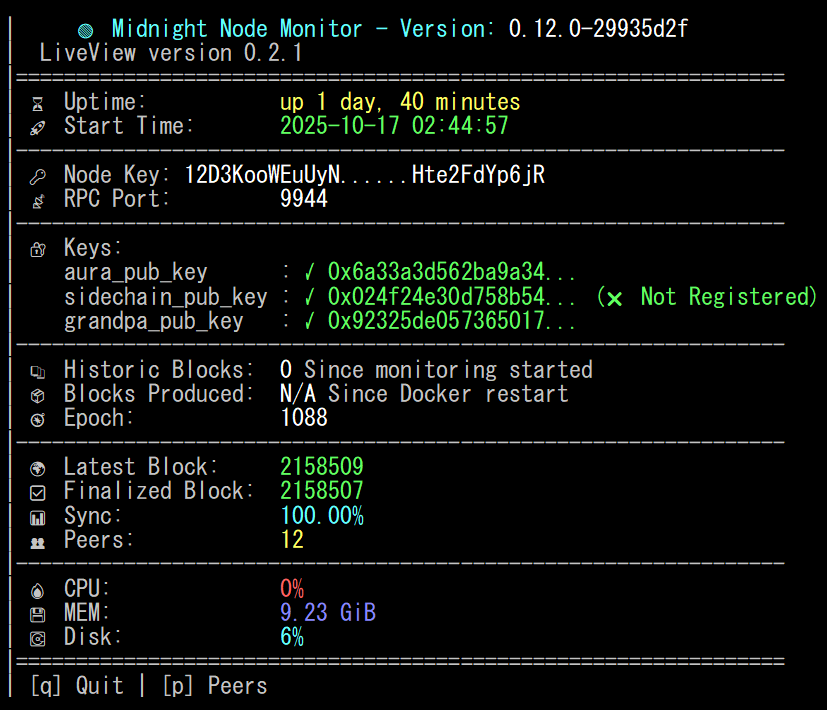 Midnight Node Monitor - Version: 0.12.0-29935d2f
LiveView version 0.2.1
Uptime: up 1 day, 40 minutes
Start Time: 2025-10-17 02:44:57
Node Key: 12D3KooWEuUyN......Hte2FdYp6jR
RPC Port: 9944
Keys:
aura_pub_key : ✓ 0x6a33a3d562ba9a34...
sidechain_pub_key : ✓ 0x024f24e30d758b54... (✕ Not Registered)
grandpa_pub_key : ✓ 0x92325de057365017...
Historic Blocks: 0 Since monitoring started
Blocks Produced: N/A Since Docker restart
Epoch: 1088
Latest Block: 2158509
Finalized Block: 2158507
Sync: 100.00%
Peers: 12
CPU: 0%
MEM: 9.23 GiB
Disk: 6%
[q] Quit | [p] Peers